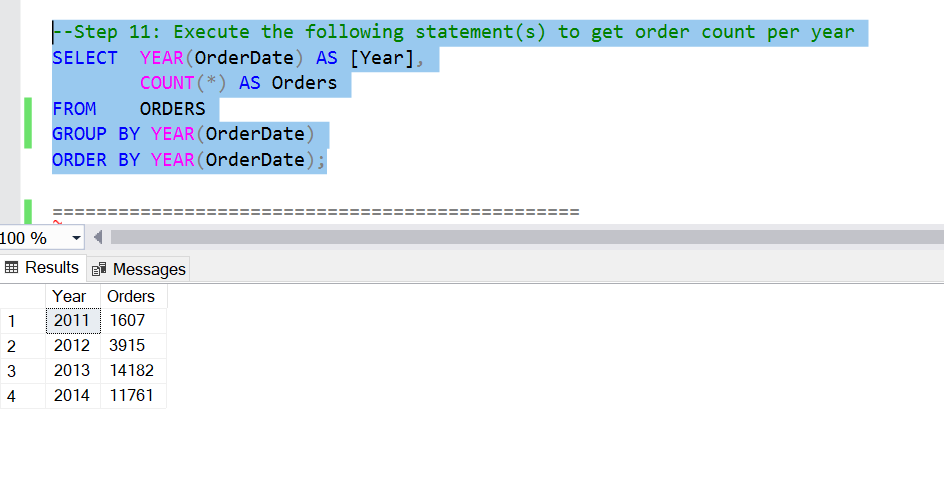 --Step 11: Execute the following statement(s) to get order count per year
SELECT  YEAR(OrderDate) AS [Year],
        COUNT(*) AS Orders
FROM    ORDERS
GROUP BY YEAR(OrderDate)
ORDER BY YEAR(OrderDate);
================================================
100 %
Results Messages
Year Orders
1 2011 1607
2 2012 3915
3 2013 14182
4 2014 11761